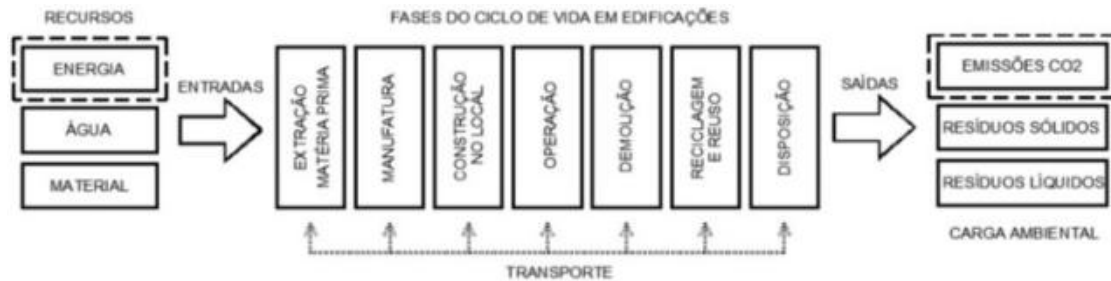 RECURSOS
ENERGIA
ÀGUA
MATERIAL
ENTRADAS
FASES DO CICLO DE VIDA EM EDIFICAÇÕES
EXTRAÇÃO
MATÉRIA PRIMA
MANUFATURA
CONSTRUÇÃO
NO LOCAL
OPERAÇÃO
DEMOLIÇÃO
RECICLAGEM
E REUSO
DISPOSIÇÃO
TRANSPORTE
SAÍDAS
EMISSÕES CO2
RESÍDUOS SÓLIDOS
RESÍDUOS LÍQUIDOS
CARGA AMBIENTAL